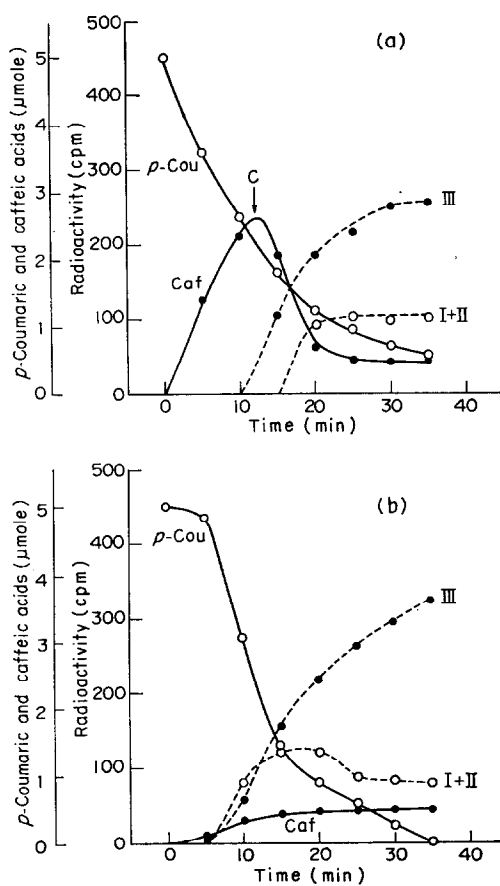 (a)
p-Coumaric and caffeic acids (μmole)
5
4
3
2
1
0
Radioactivity (cpm)
500
400
300
200
100
0
p-Cou
C
Caf
III
I+II
0
10
20
30
40
Time (min)
(b)
p-Coumaric and caffeic acids (μmole)
5
4
3
2
1
0
Radioactivity (cpm)
500
400
300
200
100
0
p-Cou
III
I+II
Caf
0
10
20
30
40
Time (min)